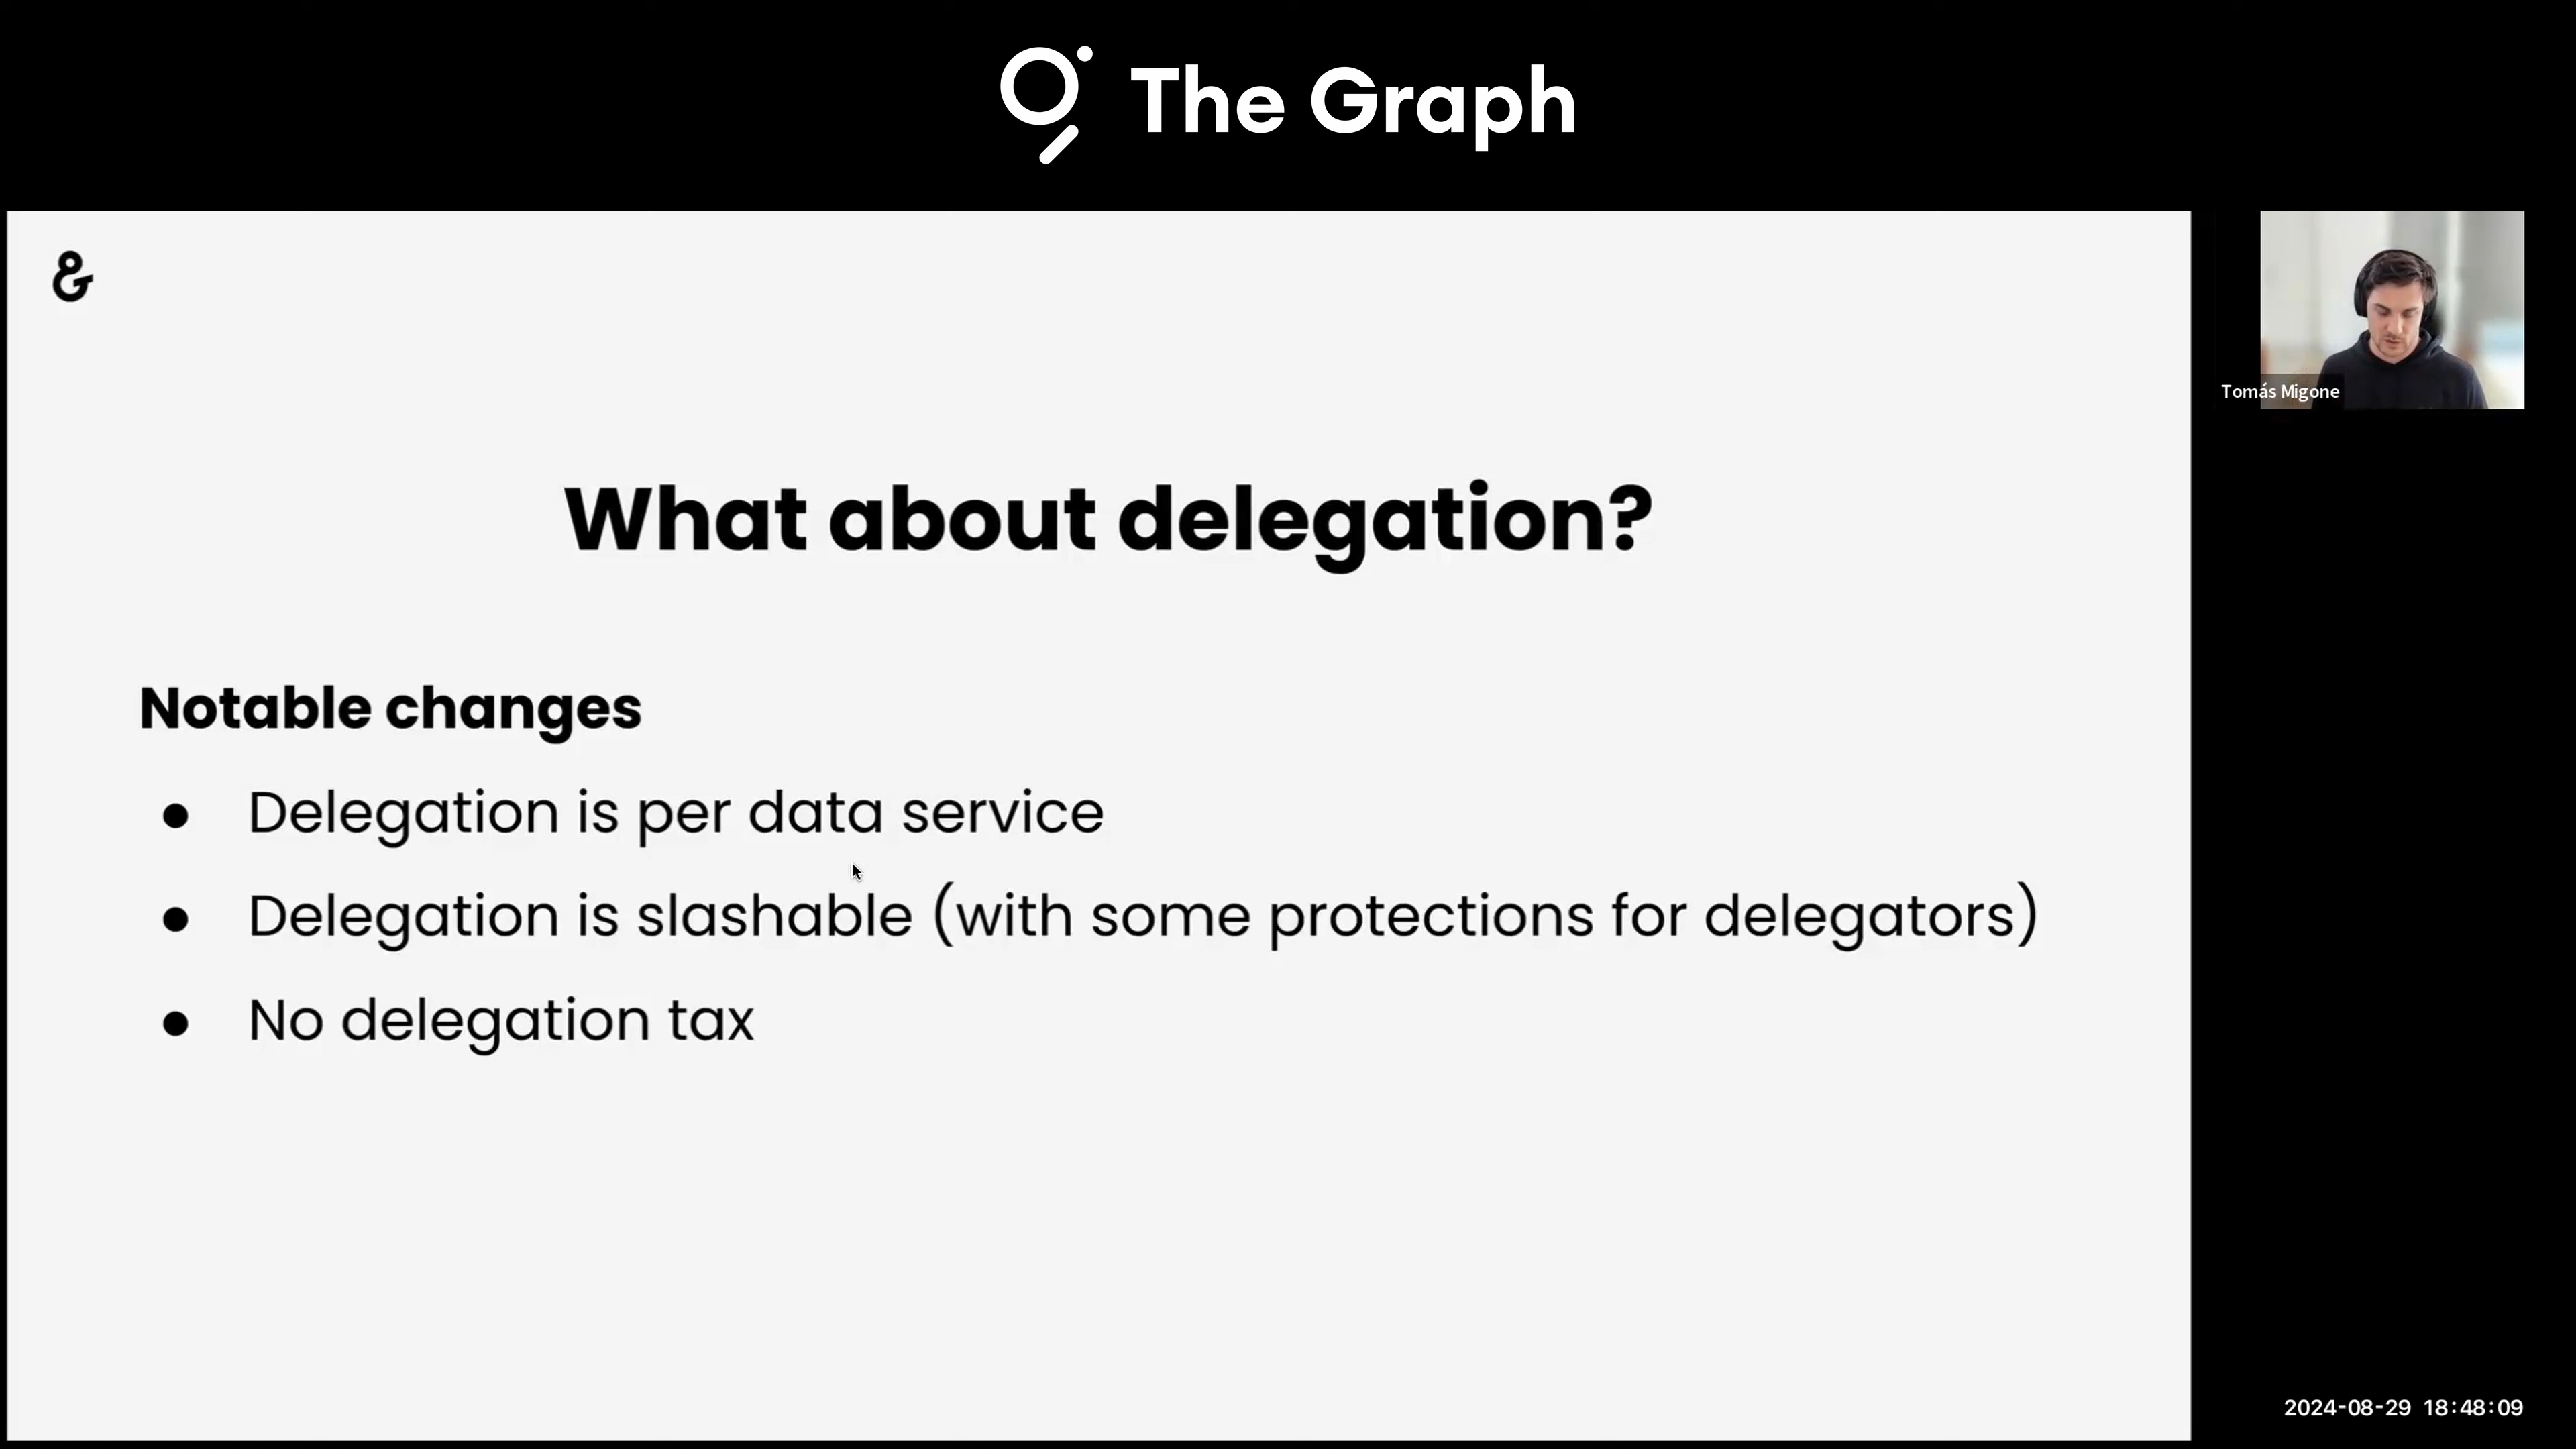 The Graph
&
What about delegation?
Notable changes
● Delegation is per data service
● Delegation is slashable (with some protections for delegators)
● No delegation tax
Tomás Migone
2024-08-29 18:48:09